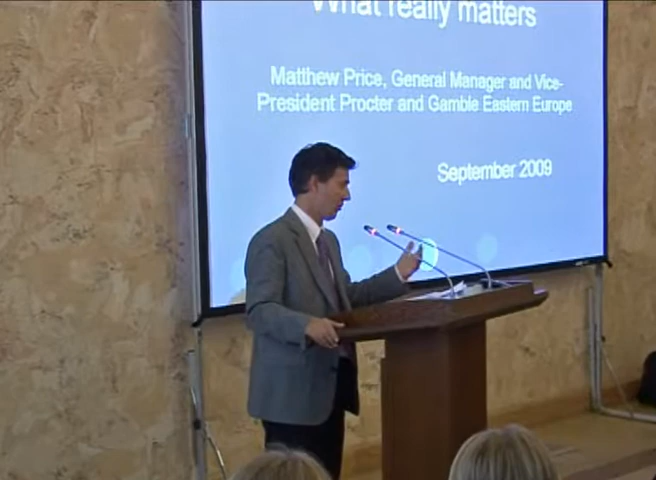 What really matters
Matthew Price, General Manager and Vice-
President Procter and Gamble Eastern Europe
September 2009